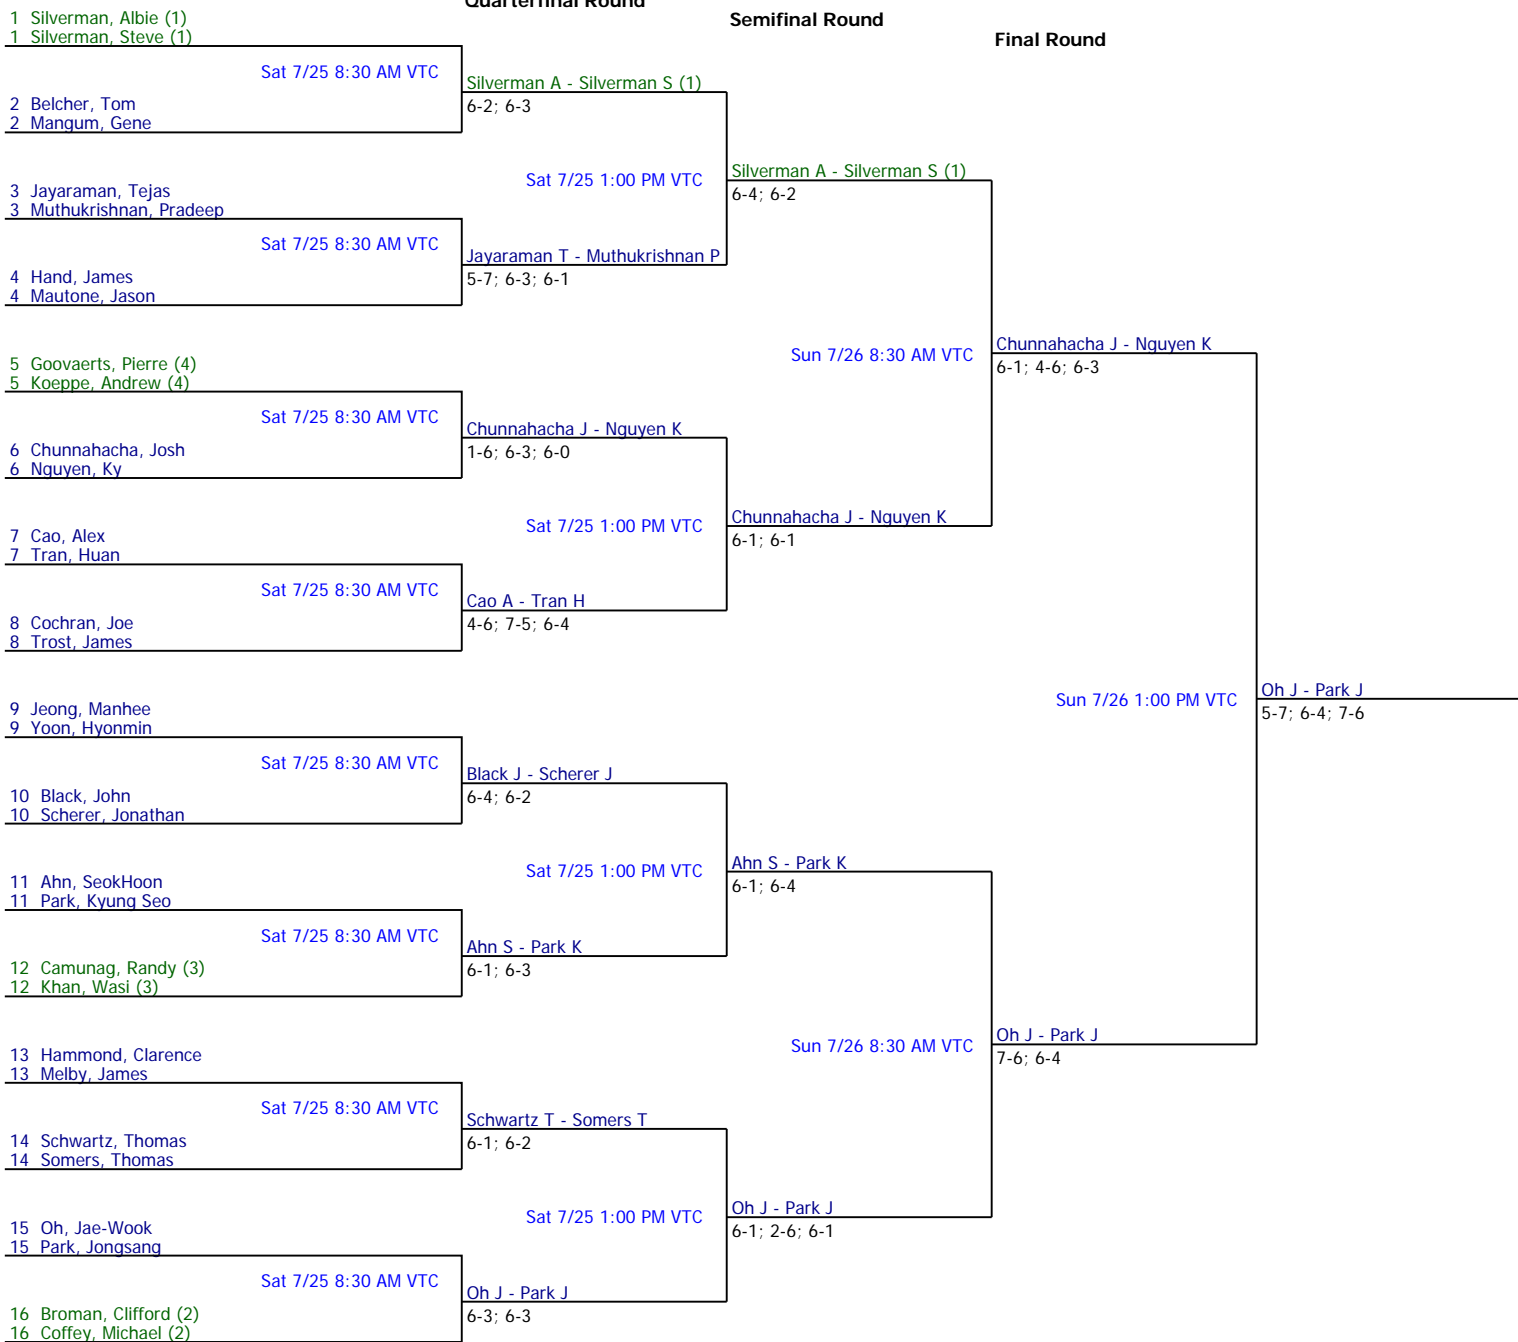 Quarterfinal Round
Semifinal Round
Final Round
1 Silverman, Albie (1)
1 Silverman, Steve (1)
Sat 7/25 8:30 AM VTC
Silverman A - Silverman S (1)
6-2; 6-3
2 Belcher, Tom
2 Mangum, Gene
Sat 7/25 1:00 PM VTC
Silverman A - Silverman S (1)
6-4; 6-2
3 Jayaraman, Tejas
3 Muthukrishnan, Pradeep
Sat 7/25 8:30 AM VTC
Jayaraman T - Muthukrishnan P
5-7; 6-3; 6-1
4 Hand, James
4 Mautone, Jason
Sun 7/26 8:30 AM VTC
Chunnahacha J - Nguyen K
6-1; 4-6; 6-3
5 Goovaerts, Pierre (4)
5 Koeppe, Andrew (4)
Sat 7/25 8:30 AM VTC
Chunnahacha J - Nguyen K
1-6; 6-3; 6-0
6 Chunnahacha, Josh
6 Nguyen, Ky
Sat 7/25 1:00 PM VTC
Chunnahacha J - Nguyen K
6-1; 6-1
7 Cao, Alex
7 Tran, Huan
Sat 7/25 8:30 AM VTC
Cao A - Tran H
4-6; 7-5; 6-4
8 Cochran, Joe
8 Trost, James
Sun 7/26 1:00 PM VTC
Oh J - Park J
5-7; 6-4; 7-6
9 Jeong, Manhee
9 Yoon, Hyonmin
Sat 7/25 8:30 AM VTC
Black J - Scherer J
6-4; 6-2
10 Black, John
10 Scherer, Jonathan
Sat 7/25 1:00 PM VTC
Ahn S - Park K
6-1; 6-4
11 Ahn, SeokHoon
11 Park, Kyung Seo
Sat 7/25 8:30 AM VTC
Ahn S - Park K
6-1; 6-3
12 Camunag, Randy (3)
12 Khan, Wasi (3)
Sun 7/26 8:30 AM VTC
Oh J - Park J
7-6; 6-4
13 Hammond, Clarence
13 Melby, James
Sat 7/25 8:30 AM VTC
Schwartz T - Somers T
6-1; 6-2
14 Schwartz, Thomas
14 Somers, Thomas
Sat 7/25 1:00 PM VTC
Oh J - Park J
6-1; 2-6; 6-1
15 Oh, Jae-Wook
15 Park, Jongsang
Sat 7/25 8:30 AM VTC
Oh J - Park J
6-3; 6-3
16 Broman, Clifford (2)
16 Coffey, Michael (2)